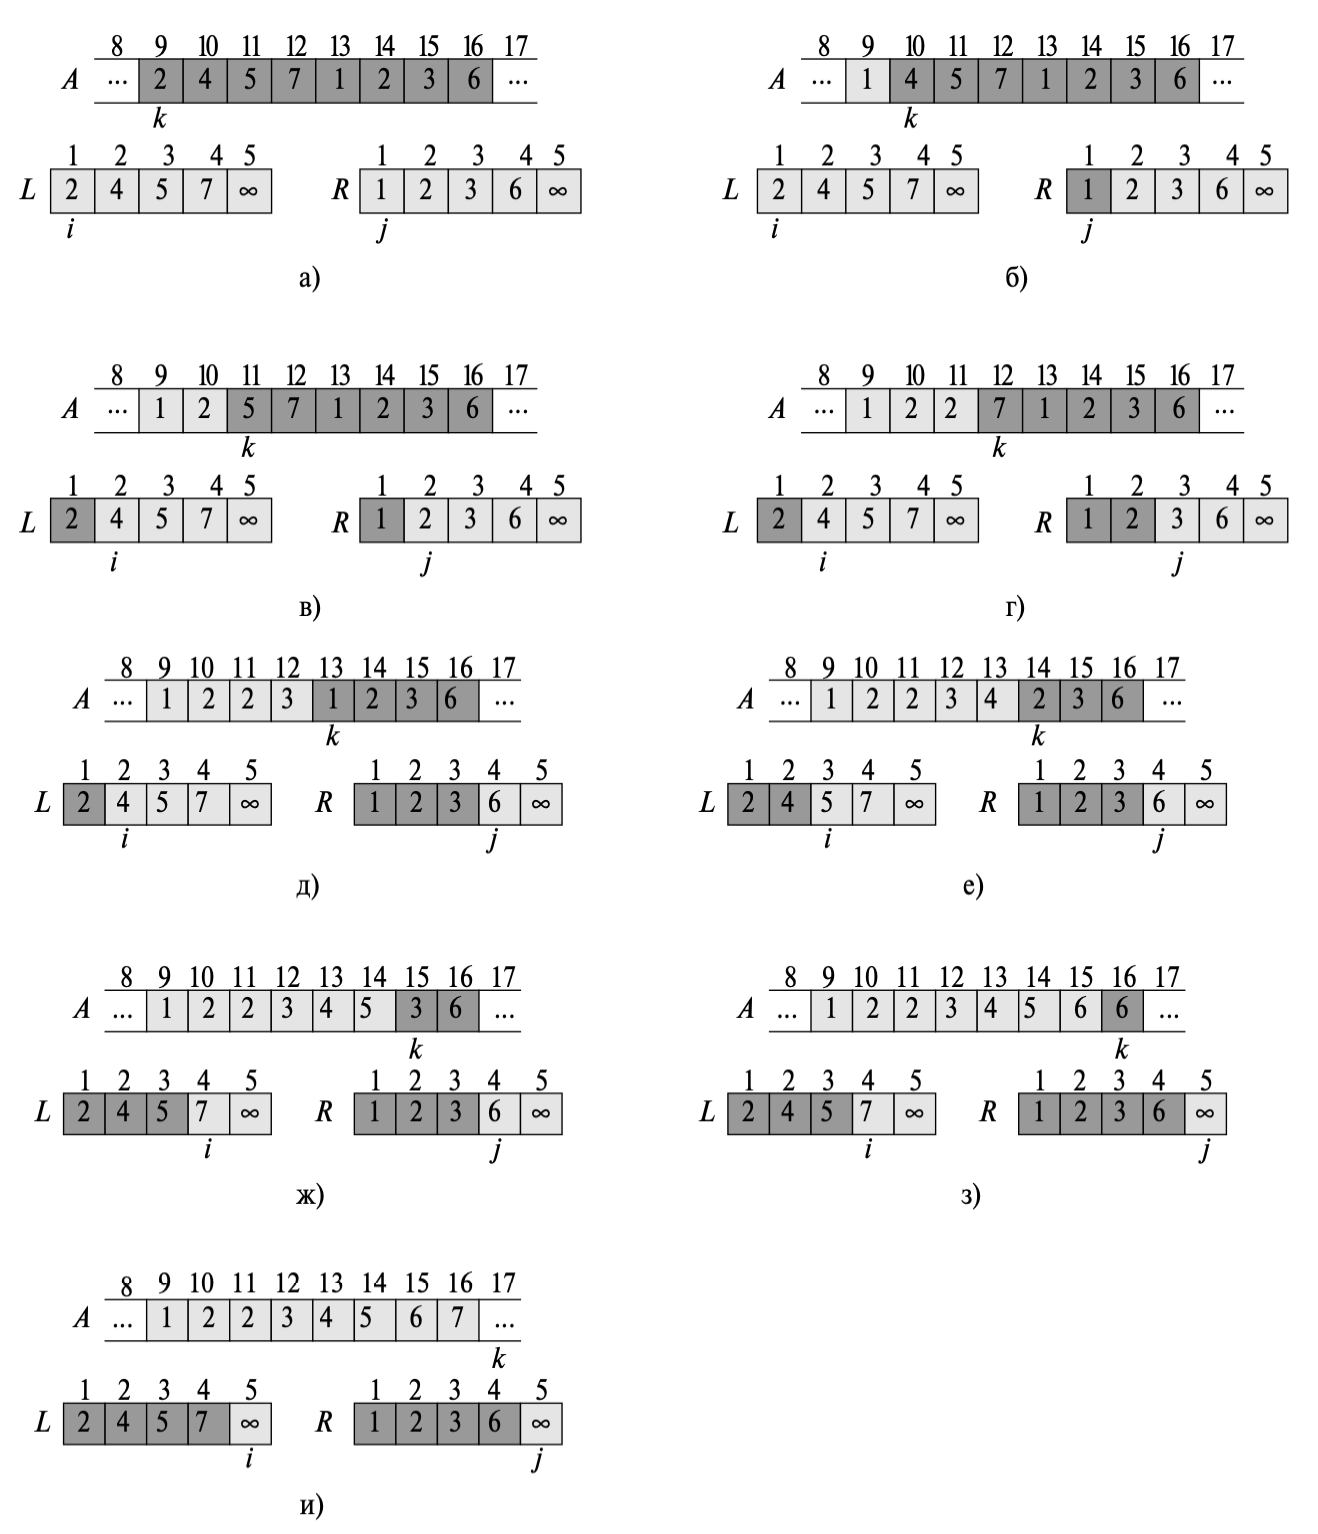 8 9 10 11 12 13 14 15 16 17
A ... 2 4 5 7 1 2 3 6 ...
k
1 2 3 4 5 1 2 3 4 5
L 2 4 5 7 ∞ R 1 2 3 6 ∞
i j
а)
8 9 10 11 12 13 14 15 16 17
A ... 1 4 5 7 1 2 3 6 ...
k
1 2 3 4 5 1 2 3 4 5
L 2 4 5 7 ∞ R 1 2 3 6 ∞
i j
б)
8 9 10 11 12 13 14 15 16 17
A ... 1 2 5 7 1 2 3 6 ...
k
1 2 3 4 5 1 2 3 4 5
L 2 4 5 7 ∞ R 1 2 3 6 ∞
i j
в)
8 9 10 11 12 13 14 15 16 17
A ... 1 2 2 7 1 2 3 6 ...
k
1 2 3 4 5 1 2 3 4 5
L 2 4 5 7 ∞ R 1 2 3 6 ∞
i j
г)
8 9 10 11 12 13 14 15 16 17
A ... 1 2 2 3 1 2 3 6 ...
k
1 2 3 4 5 1 2 3 4 5
L 2 4 5 7 ∞ R 1 2 3 6 ∞
i j
д)
8 9 10 11 12 13 14 15 16 17
A ... 1 2 2 3 4 2 3 6 ...
k
1 2 3 4 5 1 2 3 4 5
L 2 4 5 7 ∞ R 1 2 3 6 ∞
i j
е)
8 9 10 11 12 13 14 15 16 17
A ... 1 2 2 3 4 5 3 6 ...
k
1 2 3 4 5 1 2 3 4 5
L 2 4 5 7 ∞ R 1 2 3 6 ∞
i j
ж)
8 9 10 11 12 13 14 15 16 17
A ... 1 2 2 3 4 5 6 6 ...
k
1 2 3 4 5 1 2 3 4 5
L 2 4 5 7 ∞ R 1 2 3 6 ∞
i j
з)
8 9 10 11 12 13 14 15 16 17
A ... 1 2 2 3 4 5 6 7 ...
k
1 2 3 4 5 1 2 3 4 5
L 2 4 5 7 ∞ R 1 2 3 6 ∞
i j
и)